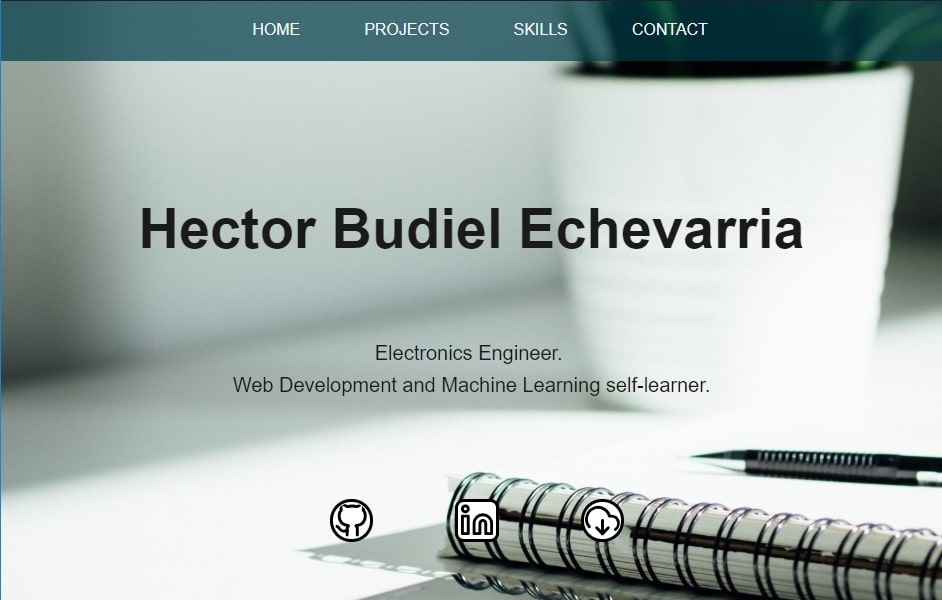 HOME PROJECTS SKILLS CONTACT
Hector Budiel Echevarria
Electronics Engineer.
Web Development and Machine Learning self-learner.
in